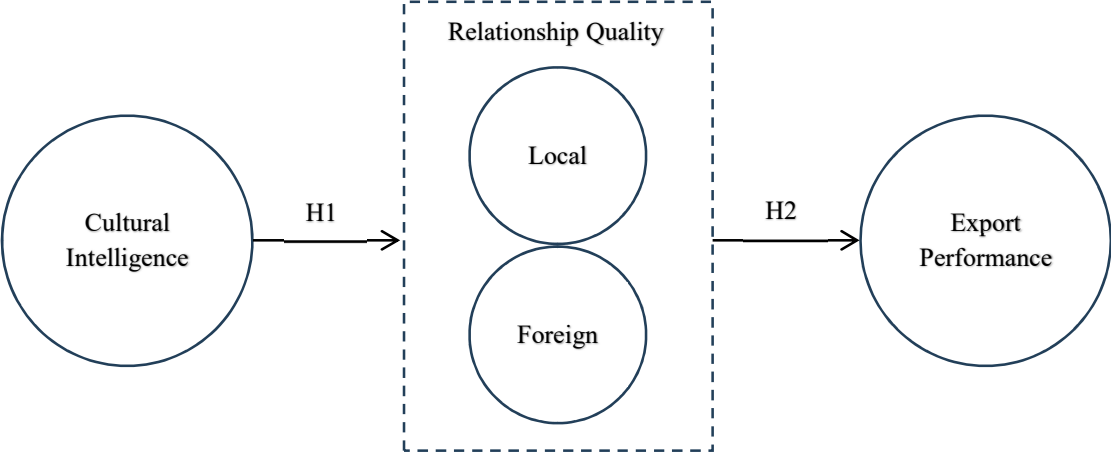 Relationship Quality
Local
H1
H2
Cultural
Intelligence
Export
Performance
Foreign